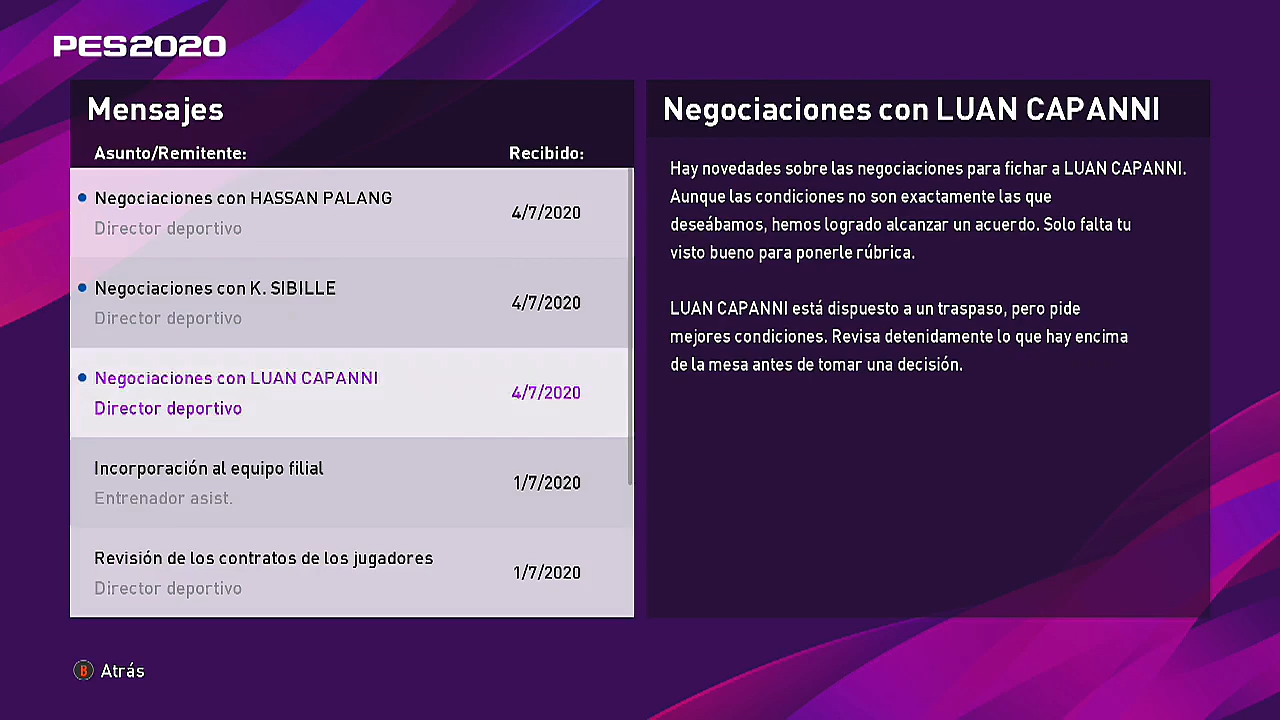 PES2020
Mensajes
Asunto/Remitente: Recibido:
Negociaciones con HASSAN PALANG
Director deportivo
4/7/2020
Negociaciones con K. SIBILLE
Director deportivo
4/7/2020
Negociaciones con LUAN CAPANNI
Director deportivo
4/7/2020
Incorporación al equipo filial
Entrenador asist.
1/7/2020
Revisión de los contratos de los jugadores
Director deportivo
1/7/2020
Negociaciones con LUAN CAPANNI
Hay novedades sobre las negociaciones para fichar a LUAN CAPANNI.
Aunque las condiciones no son exactamente las que
deseábamos, hemos logrado alcanzar un acuerdo. Solo falta tu
visto bueno para ponerle rúbrica.
LUAN CAPANNI está dispuesto a un traspaso, pero pide
mejores condiciones. Revisa detenidamente lo que hay encima
de la mesa antes de tomar una decisión.
B Atrás